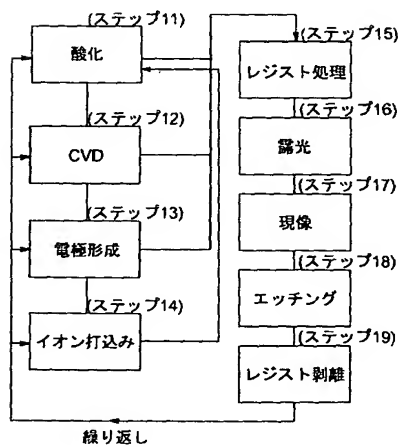 (ステップ11)
酸化
(ステップ12)
CVD
(ステップ13)
電極形成
(ステップ14)
イオン打込み
(ステップ15)
レジスト処理
(ステップ16)
露光
(ステップ17)
現像
(ステップ18)
エッチング
(ステップ19)
レジスト剥離
繰り返し